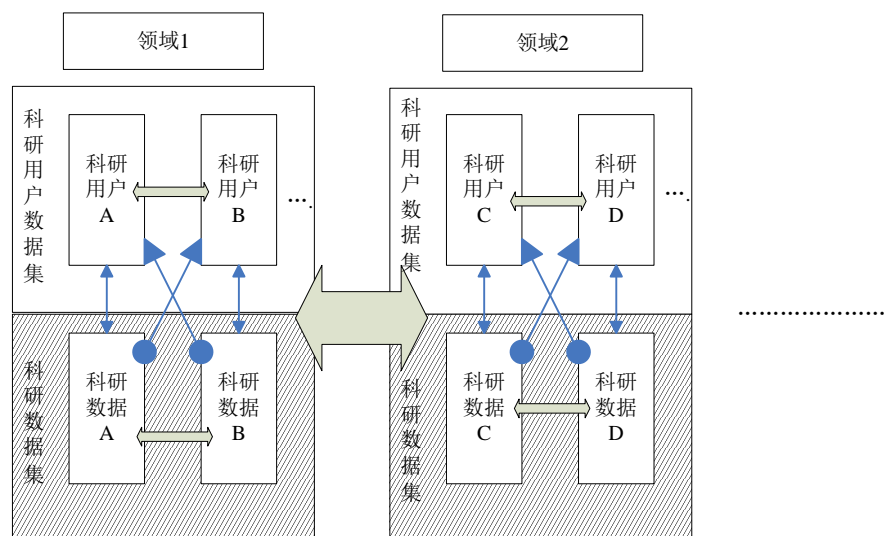 领域1
领域2
科研用户数据集
科研
用户
A
科研
用户
B
....
科研用户数据集
科研
用户
C
科研
用户
D
....
....................
科研数据集
科研
数据
A
科研
数据
B
科研数据集
科研
数据
C
科研
数据
D